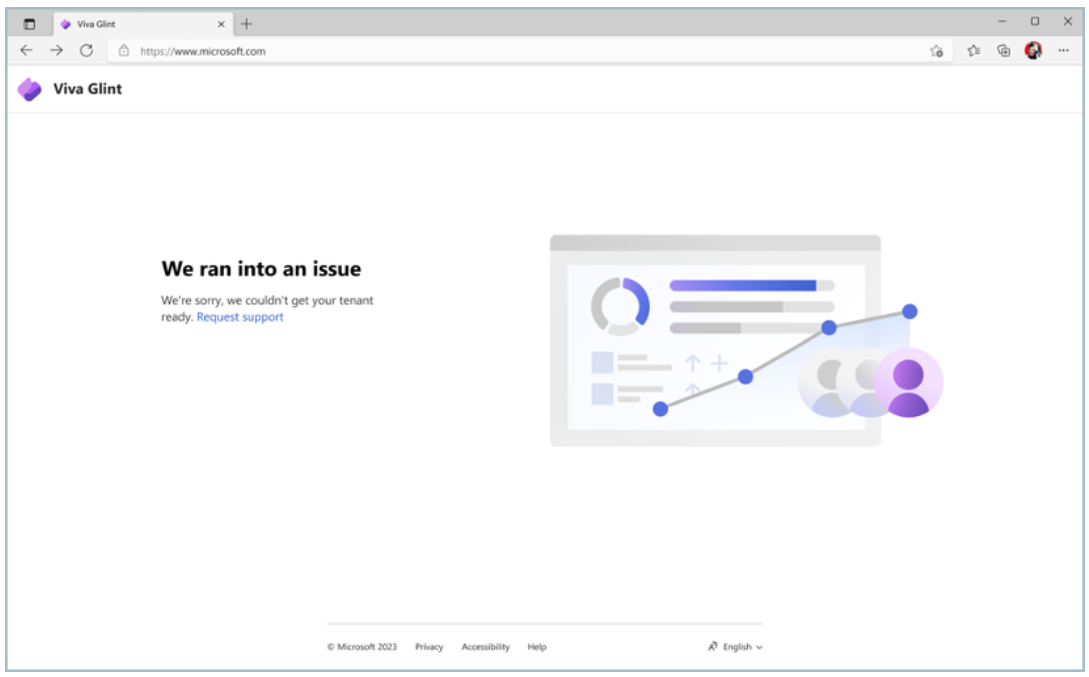 Viva Glint
https://www.microsoft.com
Viva Glint
We ran into an issue
We're sorry, we couldn't get your tenant
ready. Request support
© Microsoft 2023 Privacy Accessibility Help English